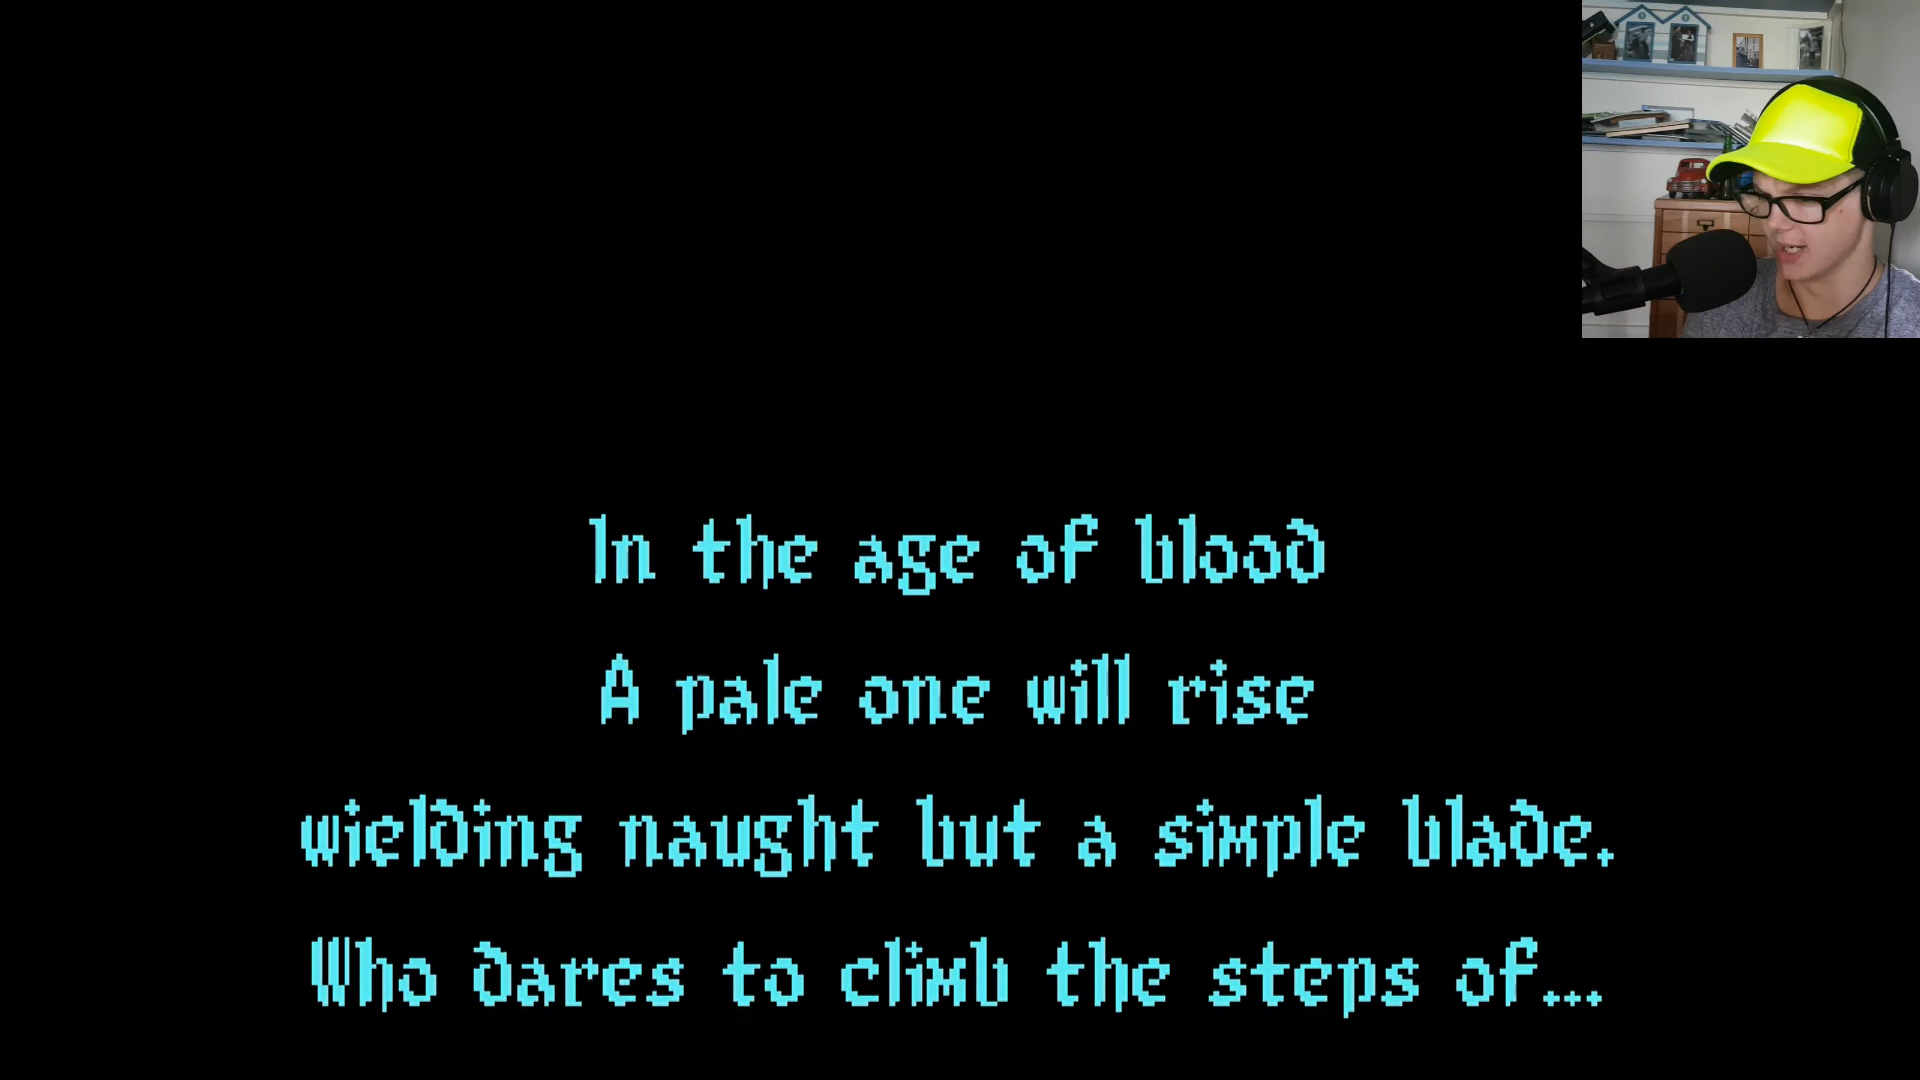 In the age of blood
A pale one will rise
wielding naught but a simple blade.
Who dares to climb the steps of...